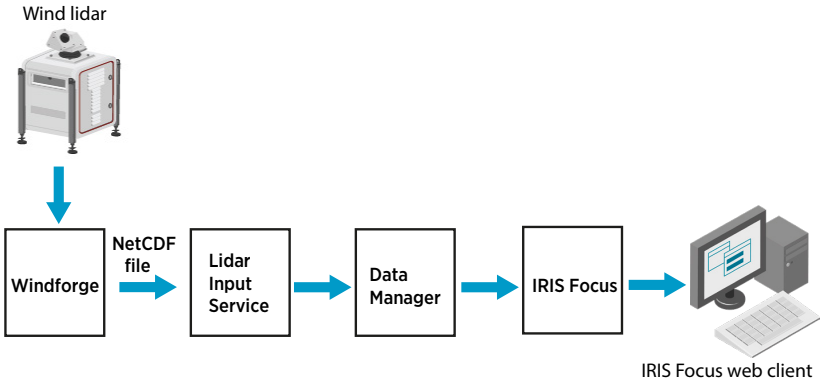 Wind lidar
Windforge
NetCDF
file
Lidar
Input
Service
Data
Manager
IRIS Focus
IRIS Focus web client